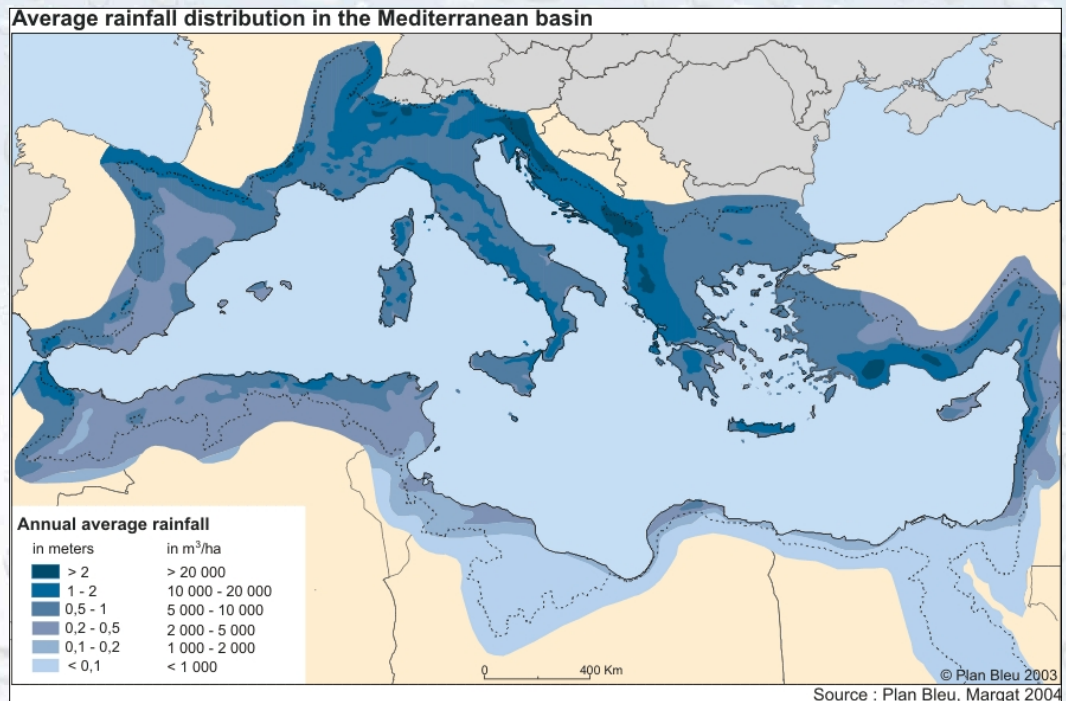 Average rainfall distribution in the Mediterranean basin
Annual average rainfall
in meters in m³/ha
> 2 > 20 000
1 - 2 10 000 - 20 000
0,5 - 1 5 000 - 10 000
0,2 - 0,5 2 000 - 5 000
0,1 - 0,2 1 000 - 2 000
< 0,1 < 1 000
0 400 Km
© Plan Bleu 2003
Source : Plan Bleu, Margat 2004